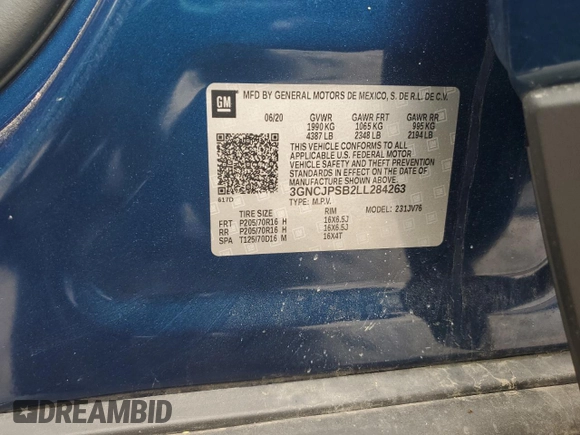 GM
MFD BY GENERAL MOTORS DE MEXICO, S. DE R.L. DE C.V.
06/20 GVWR GAWR FRT GAWR RR
1990 KG 1065 KG 995 KG
4387 LB 2348 LB 2194 LB
THIS VEHICLE CONFORMS TO ALL
APPLICABLE U.S. FEDERAL MOTOR
VEHICLE SAFETY AND THEFT PREVENTION
STANDARDS IN EFFECT ON THE DATE OF
MANUFACTURE SHOWN ABOVE.
617D 3GNCJPSB2LL284263
TYPE: M.P.V. MODEL: 231JV76
TIRE SIZE RIM
FRT P205/70R16 H 16X6.5J
RR P205/70R16 H 16X6.5J
SPA T125/70D16 M 16X4T
DREAMBID